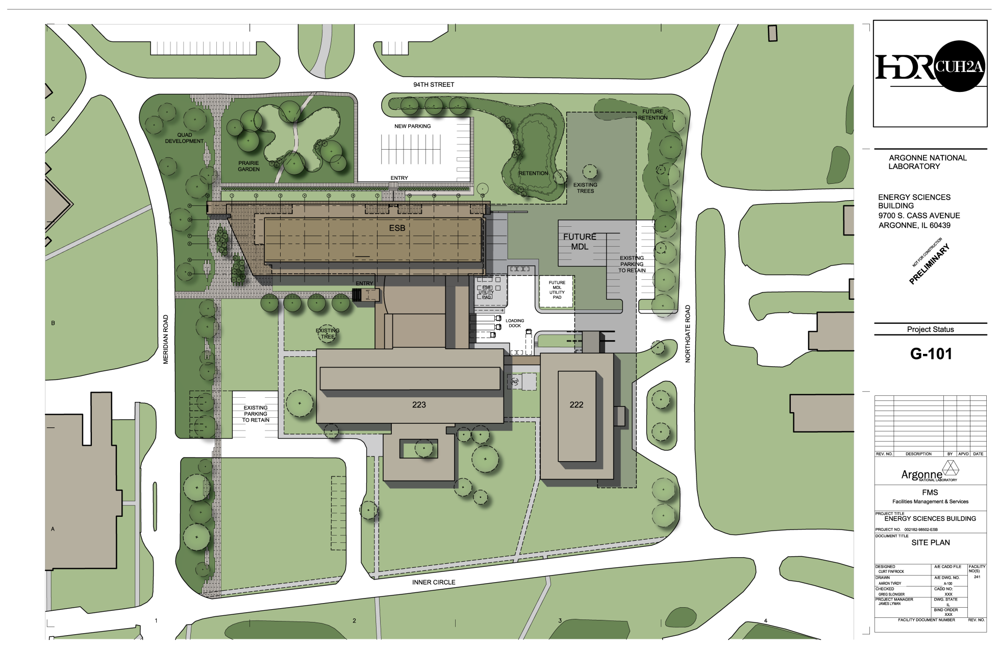 94TH STREET
C
QUAD
DEVELOPMENT
PRAIRIE
GARDEN
NEW PARKING
ENTRY
RETENTION
FUTURE
RETENTION
EXISTING
TREES
ESB
FUTURE
MDL
EXISTING
PARKING
TO RETAIN
ENTRY
ESB
UTILITY
PAD
FUTURE
MDL
UTILITY
PAD
LOADING
DOCK
B
EXISTING
TREE
MERIDIAN ROAD
NORTHGATE ROAD
N2
223
222
EXISTING
PARKING
TO RETAIN
A
INNER CIRCLE
1
2
3
4
HDR
CUH2A
ARGONNE NATIONAL
LABORATORY
ENERGY SCIENCES
BUILDING
9700 S. CASS AVENUE
ARGONNE, IL 60439
NOT FOR CONSTRUCTION
PRELIMINARY
Project Status
G-101
REV. NO. DESCRIPTION BY APVD DATE
Argonne
NATIONAL LABORATORY
FMS
Facilities Management & Services
PROJECT TITLE
ENERGY SCIENCES BUILDING
PROJECT NO. 002182-98502-ESB
DOCUMENT TITLE
SITE PLAN
DESIGNED
CURT FINFROCK
A/E CADD FILE
FACILITY
NO(S)
241
DRAWN
AARON TVRDY
A/E DWG. NO.
A-100
CHECKED
GREG SLONIGER
CADD NO:
XXX
PROJECT MANAGER
JAMES LYMAN
DWG. STATE
IL
BIND ORDER
XXX
FACILITY DOCUMENT NUMBER REV. NO.